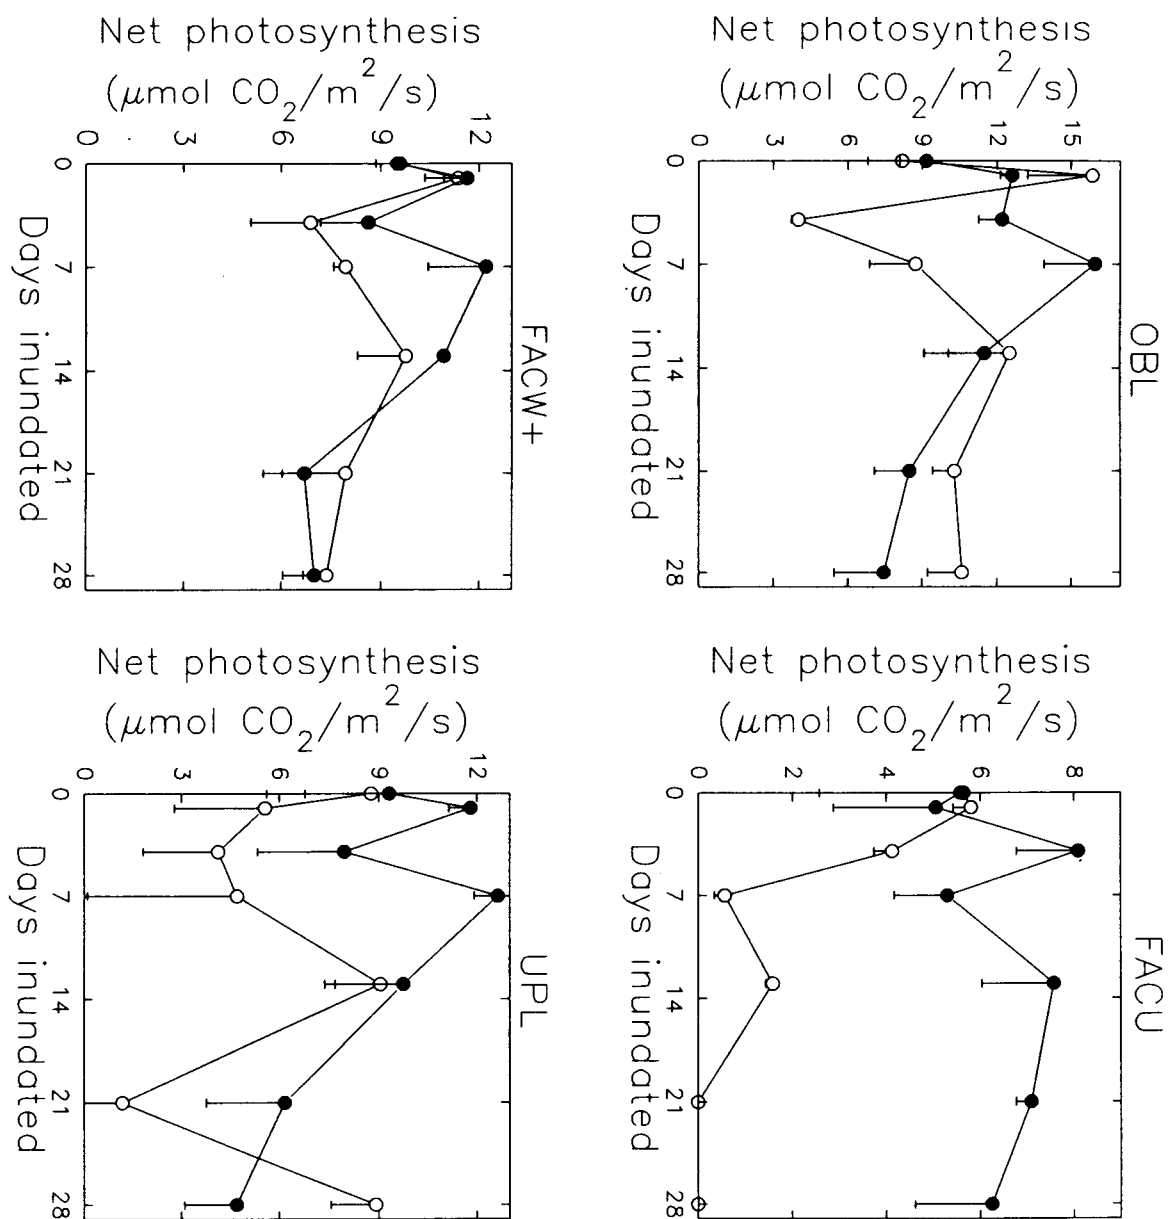 Net photosynthesis
(μmol CO₂/m²/s)
0 3 6 9 12
0
7
14
21
28
Days inundated
FACW+
Net photosynthesis
(μmol CO₂/m²/s)
0 3 6 9 12 15
0
7
14
21
28
Days inundated
OBL
Net photosynthesis
(μmol CO₂/m²/s)
0 3 6 9 12
0
7
14
21
28
Days inundated
UPL
Net photosynthesis
(μmol CO₂/m²/s)
0 2 4 6 8
0
7
14
21
28
Days inundated
FACU